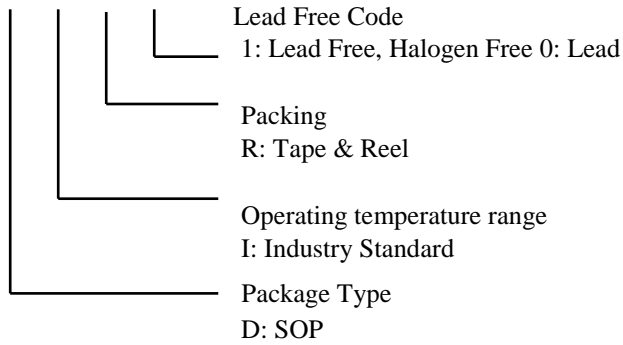 Lead Free Code
1: Lead Free, Halogen Free 0: Lead
Packing
R: Tape & Reel
Operating temperature range
I: Industry Standard
Package Type
D: SOP